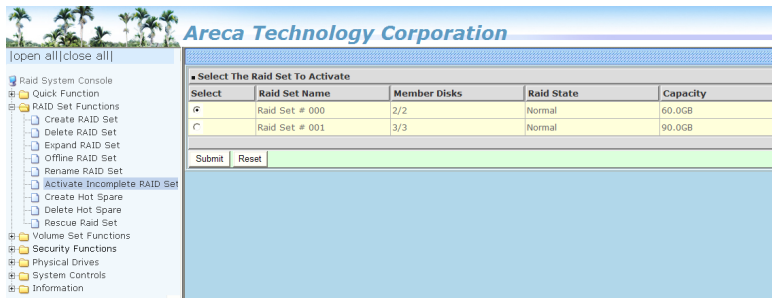 Areca Technology Corporation
|open all|close all|
Raid System Console
Quick Function
RAID Set Functions
Create RAID Set
Delete RAID Set
Expand RAID Set
Offline RAID Set
Rename RAID Set
Activate Incomplete RAID Set
Create Hot Spare
Delete Hot Spare
Rescue Raid Set
Volume Set Functions
Security Functions
Physical Drives
System Controls
Information
Select The Raid Set To Activate
Select Raid Set Name Member Disks Raid State Capacity
Raid Set # 000 2/2 Normal 60.0GB
Raid Set # 001 3/3 Normal 90.0GB
Submit Reset